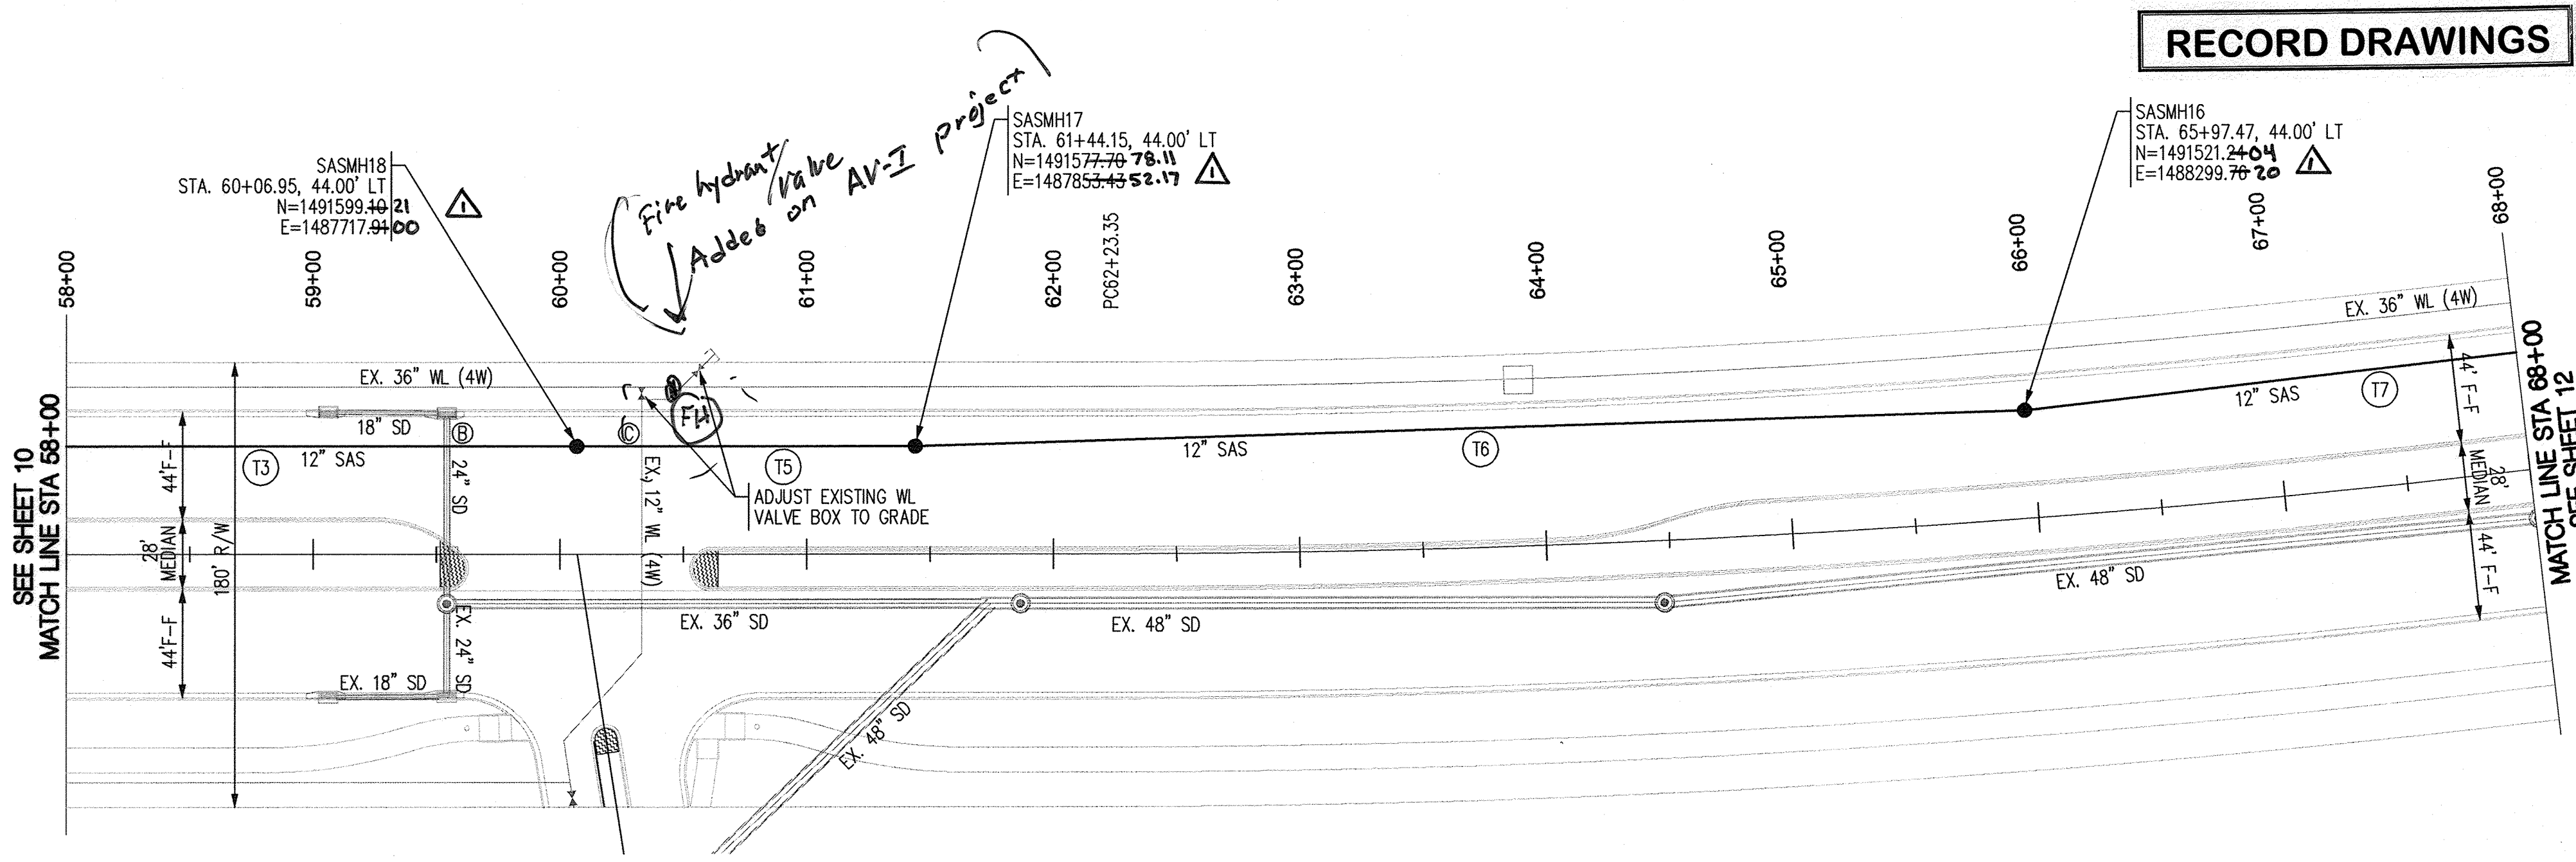 RECORD DRAWINGS
SASMH18
STA. 60+06.95, 44.00' LT
N=1491599.10 21
E=1487717.91 00
Fire hydrant/
Valve
Added on AV-I project
SASMH17
STA. 61+44.15, 44.00' LT
N=1491577.70 78.11
E=1487853.43 52.17
SASMH16
STA. 65+97.47, 44.00' LT
N=1491521.24 04
E=1488299.76 20
1
1
1
58+00
59+00
60+00
61+00
62+00
PC62+23.35
63+00
64+00
65+00
66+00
67+00
68+00
EX. 36" WL (4W)
EX. 36" WL (4W)
18" SD
B
C
FH
12" SAS
T3
T5
12" SAS
T6
12" SAS
T7
24" SD
EX., 12" WL (4W)
ADJUST EXISTING WL
VALVE BOX TO GRADE
SEE SHEET 10
MATCH LINE STA 58+00
44'F-F
28'
MEDIAN
44'F-F
180' R/W
EX. 24" SD
EX. 18" SD
EX. 36" SD
EX. 48" SD
EX. 48" SD
EX. 48" SD
44' F-F
28'
MEDIAN
44' F-F
MATCH LINE STA 68+00
SEE SHEET 12